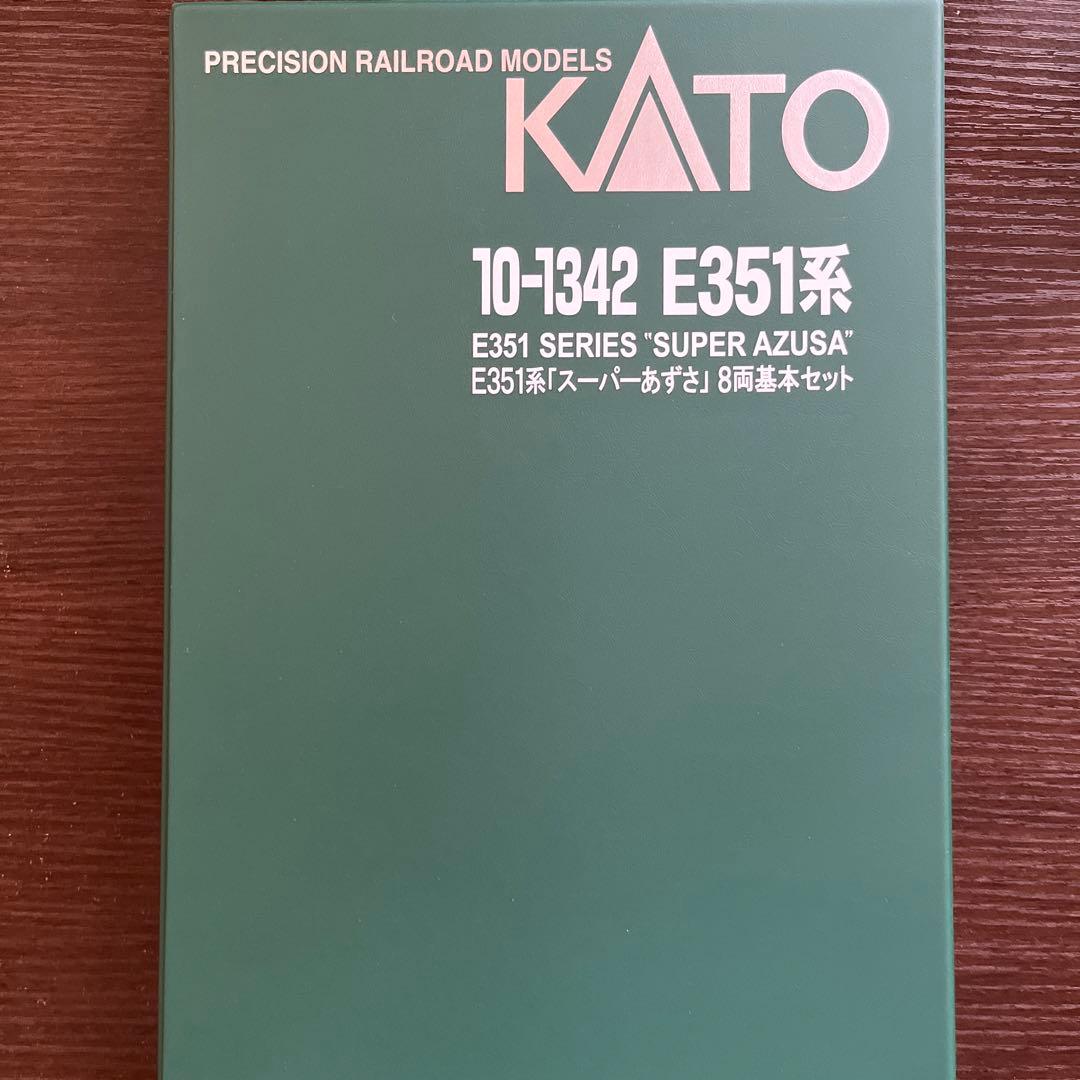 PRECISION RAILROAD MODELS
KATO
10-1342 E351系
E351 SERIES "SUPER AZUSA"
E351系「スーパーあずさ」8両基本セット